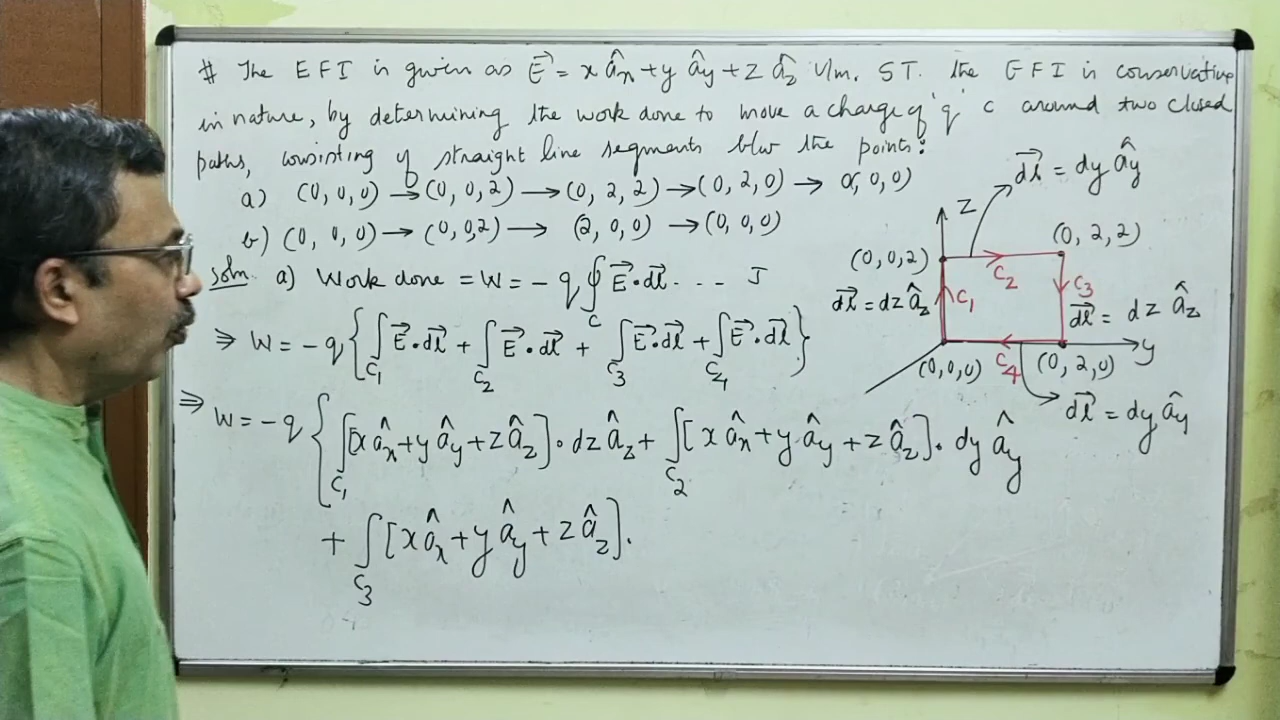 # The EFI is given as E⃗ = x âx + y ây + z âz V/m. ST. the EFI is conservative
in nature, by determining the work done to move a charge of 'q' c around two closed
paths, consisting of straight line segments b/w the points:
a) (0, 0, 0) → (0, 0, 2) → (0, 2, 2) → (0, 2, 0) → (0, 0, 0)
b) (0, 0, 0) → (0, 0, 2) → (2, 0, 0) → (0, 0, 0)
soln. a) Work done = W = - q ∮C E⃗ • dl⃗ - - - J
⇒ W = - q { ∫C1 E⃗ • dl⃗ + ∫C2 E⃗ • dl⃗ + ∫C3 E⃗ • dl⃗ + ∫C4 E⃗ • dl⃗ }
⇒ W = - q { ∫C1 [x âx + y ây + z âz] • dz âz + ∫C2 [x âx + y ây + z âz] • dy ây
+ ∫C3 [x âx + y ây + z âz] •
dl⃗ = dy ây
z
(0, 0, 2)
(0, 2, 2)
C2
dl⃗ = dz âz
C1
C3
dl⃗ = dz âz
y
(0, 0, 0)
C4
(0, 2, 0)
dl⃗ = dy ây